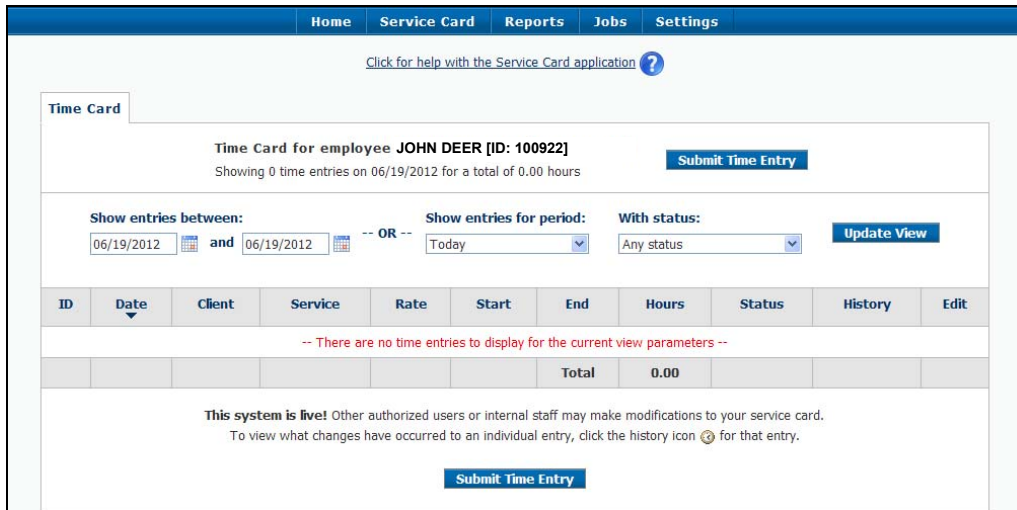 Home Service Card Reports Jobs Settings
Click for help with the Service Card application ?
Time Card
Time Card for employee JOHN DEER [ID: 100922]
Showing 0 time entries on 06/19/2012 for a total of 0.00 hours
Submit Time Entry
Show entries between:
06/19/2012 and 06/19/2012
-- OR --
Show entries for period:
Today
With status:
Any status
Update View
ID Date Client Service Rate Start End Hours Status History Edit
-- There are no time entries to display for the current view parameters --
Total 0.00
This system is live! Other authorized users or internal staff may make modifications to your service card.
To view what changes have occurred to an individual entry, click the history icon for that entry.
Submit Time Entry